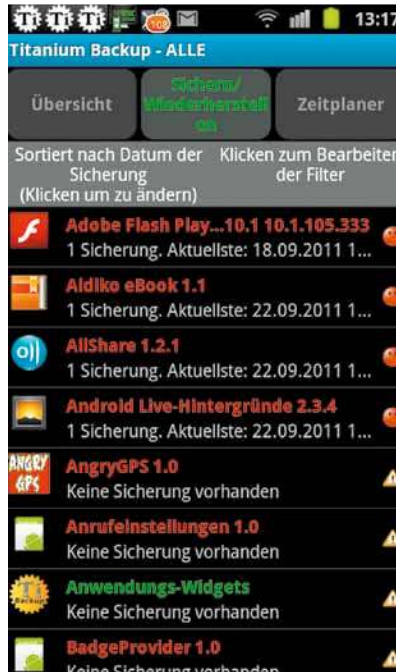 13:17
Titanium Backup - ALLE
Übersicht
Sichern/
Wiederherstell
en
Zeitplaner
Sortiert nach Datum der
Sicherung
(Klicken um zu ändern)
Klicken zum Bearbeiten
der Filter
Adobe Flash Play...10.1 10.1.105.333
1 Sicherung. Aktuellste: 18.09.2011 1...
Aldiko eBook 1.1
1 Sicherung. Aktuellste: 22.09.2011 1...
AllShare 1.2.1
1 Sicherung. Aktuellste: 22.09.2011 1...
Android Live-Hintergründe 2.3.4
1 Sicherung. Aktuellste: 22.09.2011 1...
ANGRY
GPS
AngryGPS 1.0
Keine Sicherung vorhanden
Anrufeinstellungen 1.0
Keine Sicherung vorhanden
Ti
Backup
Anwendungs-Widgets
Keine Sicherung vorhanden
BadgeProvider 1.0
Keine Sicherung vorhanden